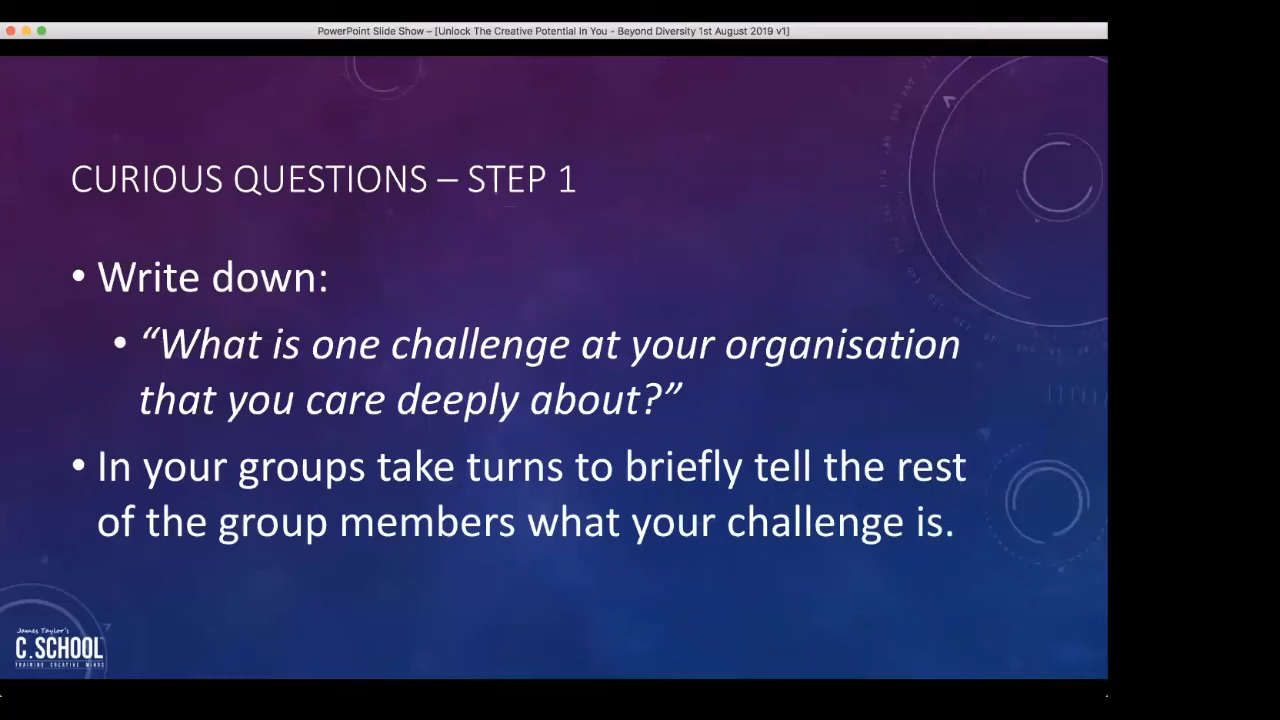 PowerPoint Slide Show – [Unlock The Creative Potential In You - Beyond Diversity 1st August 2019 v1]
CURIOUS QUESTIONS – STEP 1
• Write down:
• “What is one challenge at your organisation
that you care deeply about?”
• In your groups take turns to briefly tell the rest
of the group members what your challenge is.
James Taylor's
C.SCHOOL
TRAINING CREATIVE MINDS